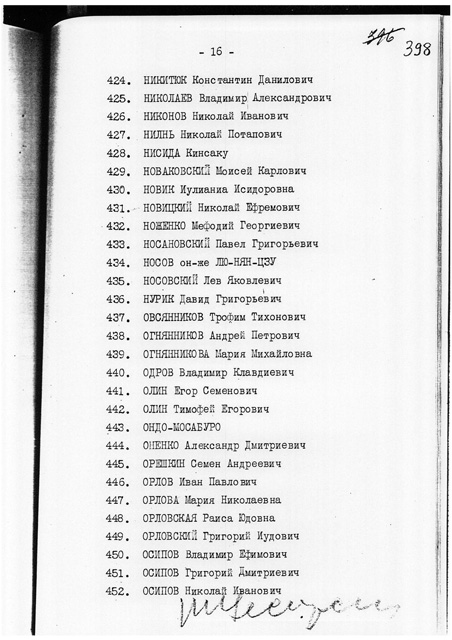 398
- 16 -
424. НИКИТЮК Константин Данилович
425. НИКОЛАЕВ Владимир Александрович
426. НИКОНОВ Николай Иванович
427. НИЛНЬ Николай Потапович
428. НИСИДА Кинсаку
429. НОВАКОВСКИЙ Моисей Карлович
430. НОВИК Иулианиа Исидоровна
431. НОВИЦКИЙ Николай Ефремович
432. НОЖЕНКО Мефодий Георгиевич
433. НОСАНОВСКИЙ Павел Григорьевич
434. НОСОВ он-же ЛЮ-НЯН-ЦЗУ
435. НОСОВСКИЙ Лев Яковлевич
436. НУРИК Давид Григорьевич
437. ОВСЯННИКОВ Трофим Тихонович
438. ОГНЯННИКОВ Андрей Петрович
439. ОГНЯННИКОВА Мария Михайловна
440. ОДРОВ Владимир Клавдиевич
441. ОЛИН Егор Семенович
442. ОЛИН Тимофей Егорович
443. ОНДО-МОСАБУРО
444. ОНЕНКО Александр Дмитриевич
445. ОРЕШКИН Семен Андреевич
446. ОРЛОВ Иван Павлович
447. ОРЛОВА Мария Николаевна
448. ОРЛОВСКАЯ Раиса Юдовна
449. ОРЛОВСКИЙ Григорий Иудович
450. ОСИПОВ Владимир Ефимович
451. ОСИПОВ Григорий Дмитриевич
452. ОСИПОВ Николай Иванович